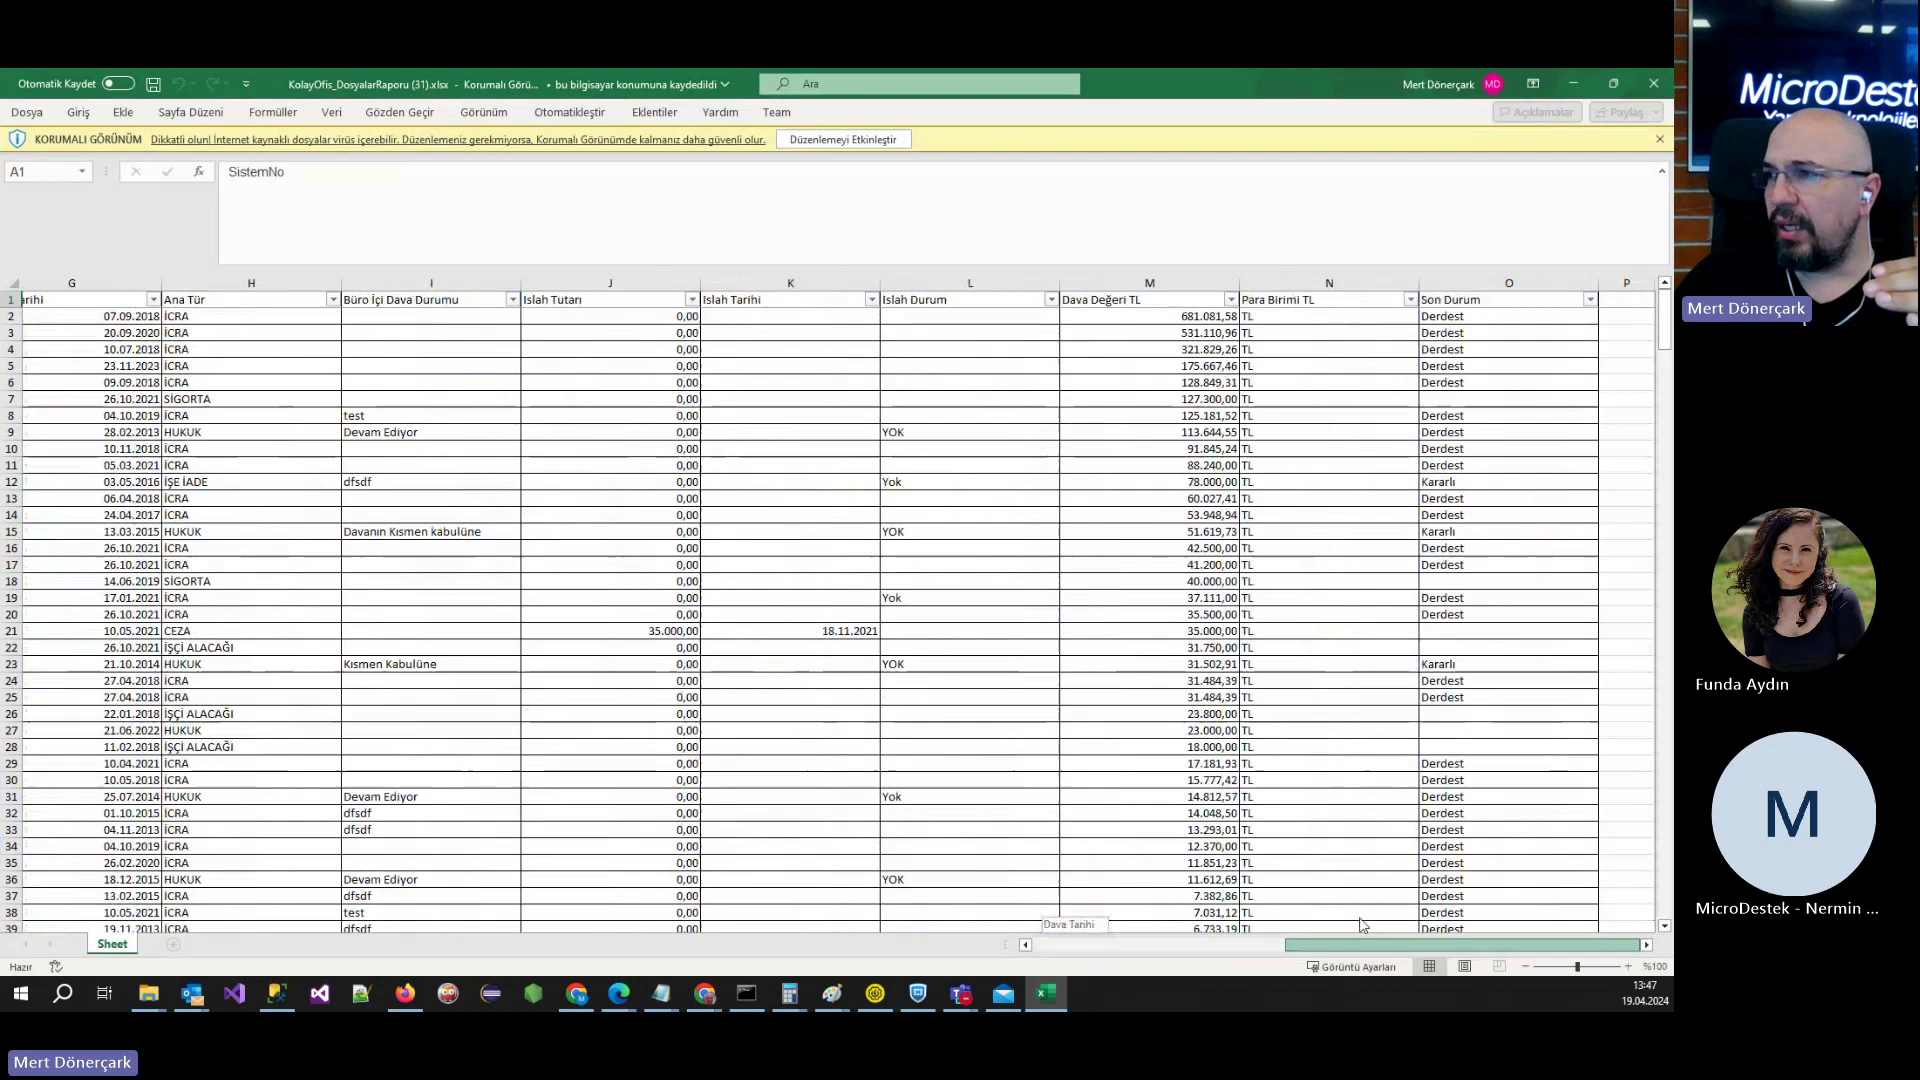 Otomatik Kaydet
KolayOfis_DosyalarRaporu (31).xlsx - Korumalı Görü... • bu bilgisayar konumuna kaydedildi
Ara
Mert Dönerçark MD
Dosya Giriş Ekle Sayfa Düzeni Formüller Veri Gözden Geçir Görünüm Otomatikleştir Eklentiler Yardım Team
Açıklamalar Paylaş
KORUMALI GÖRÜNÜM Dikkatli olun! İnternet kaynaklı dosyalar virüs içerebilir. Düzenlemeniz gerekmiyorsa, Korumalı Görünümde kalmanız daha güvenli olur. Düzenlemeyi Etkinleştir
A1 fx SistemNo
G H I J K L M N O P
1 arihi Ana Tür Büro İçi Dava Durumu Islah Tutarı Islah Tarihi Islah Durum Dava Değeri TL Para Birimi TL Son Durum
2 07.09.2018 İCRA 0,00 681.081,58 TL Derdest
3 20.09.2020 İCRA 0,00 531.110,96 TL Derdest
4 10.07.2018 İCRA 0,00 321.829,26 TL Derdest
5 23.11.2023 İCRA 0,00 175.667,46 TL Derdest
6 09.09.2018 İCRA 0,00 128.849,31 TL Derdest
7 26.10.2021 SİGORTA 0,00 127.300,00 TL
8 04.10.2019 İCRA test 0,00 125.181,52 TL Derdest
9 28.02.2013 HUKUK Devam Ediyor 0,00 YOK 113.644,55 TL Derdest
10 10.11.2018 İCRA 0,00 91.845,24 TL Derdest
11 05.03.2021 İCRA 0,00 88.240,00 TL Derdest
12 03.05.2016 İŞE İADE dfsdf 0,00 Yok 78.000,00 TL Kararlı
13 06.04.2018 İCRA 0,00 60.027,41 TL Derdest
14 24.04.2017 İCRA 0,00 53.948,94 TL Derdest
15 13.03.2015 HUKUK Davanın Kısmen kabulüne 0,00 YOK 51.619,73 TL Kararlı
16 26.10.2021 İCRA 0,00 42.500,00 TL Derdest
17 26.10.2021 İCRA 0,00 41.200,00 TL Derdest
18 14.06.2019 SİGORTA 0,00 40.000,00 TL
19 17.01.2021 İCRA 0,00 Yok 37.111,00 TL Derdest
20 26.10.2021 İCRA 0,00 35.500,00 TL Derdest
21 10.05.2021 CEZA 35.000,00 18.11.2021 35.000,00 TL
22 26.10.2021 İŞÇİ ALACAĞI 0,00 31.750,00 TL
23 21.10.2014 HUKUK Kısmen Kabulüne 0,00 YOK 31.502,91 TL Kararlı
24 27.04.2018 İCRA 0,00 31.484,39 TL Derdest
25 27.04.2018 İCRA 0,00 31.484,39 TL Derdest
26 22.01.2018 İŞÇİ ALACAĞI 0,00 23.800,00 TL
27 21.06.2022 HUKUK 0,00 23.000,00 TL
28 11.02.2018 İŞÇİ ALACAĞI 0,00 18.000,00 TL
29 10.04.2021 İCRA 0,00 17.181,93 TL Derdest
30 10.05.2018 İCRA 0,00 15.777,42 TL Derdest
31 25.07.2014 HUKUK Devam Ediyor 0,00 Yok 14.812,57 TL Derdest
32 01.10.2015 İCRA dfsdf 0,00 14.048,50 TL Derdest
33 04.11.2013 İCRA dfsdf 0,00 13.293,01 TL Derdest
34 04.10.2019 İCRA 0,00 12.370,00 TL Derdest
35 26.02.2020 İCRA 0,00 11.851,23 TL Derdest
36 18.12.2015 HUKUK Devam Ediyor 0,00 YOK 11.612,69 TL Derdest
37 13.02.2015 İCRA dfsdf 0,00 7.382,86 TL Derdest
38 10.05.2021 İCRA test 0,00 7.031,12 TL Derdest
39 19.11.2013 İCRA dfsdf 0,00 6.733,19 TL Derdest
Dava Tarihi
Sheet
Hazır Görüntü Ayarları %100
13:47
19.04.2024
MicroDeste
Mert Dönerçark
Funda Aydın
M
MicroDestek - Nermin ...
Mert Dönerçark